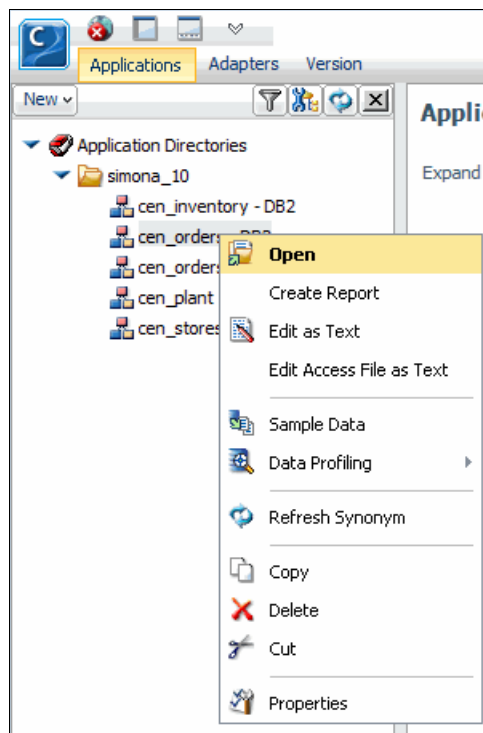 C
Applications Adapters Version
New
Appli
Application Directories
Expand
simona_10
cen_inventory - DB2
cen_orders
Open
cen_orders
Create Report
cen_plant
Edit as Text
cen_stores
Edit Access File as Text
Sample Data
Data Profiling
Refresh Synonym
Copy
Delete
Cut
Properties